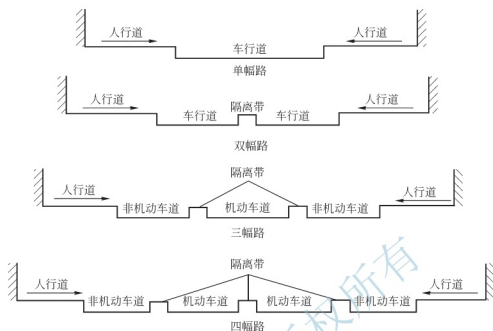 人行道 车行道 人行道
单幅路
人行道 车行道 隔离带 车行道 人行道
双幅路
隔离带
人行道 非机动车道 机动车道 非机动车道 人行道
三幅路
隔离带
人行道 非机动车道 机动车道 机动车道 非机动车道 人行道
四幅路
权所有